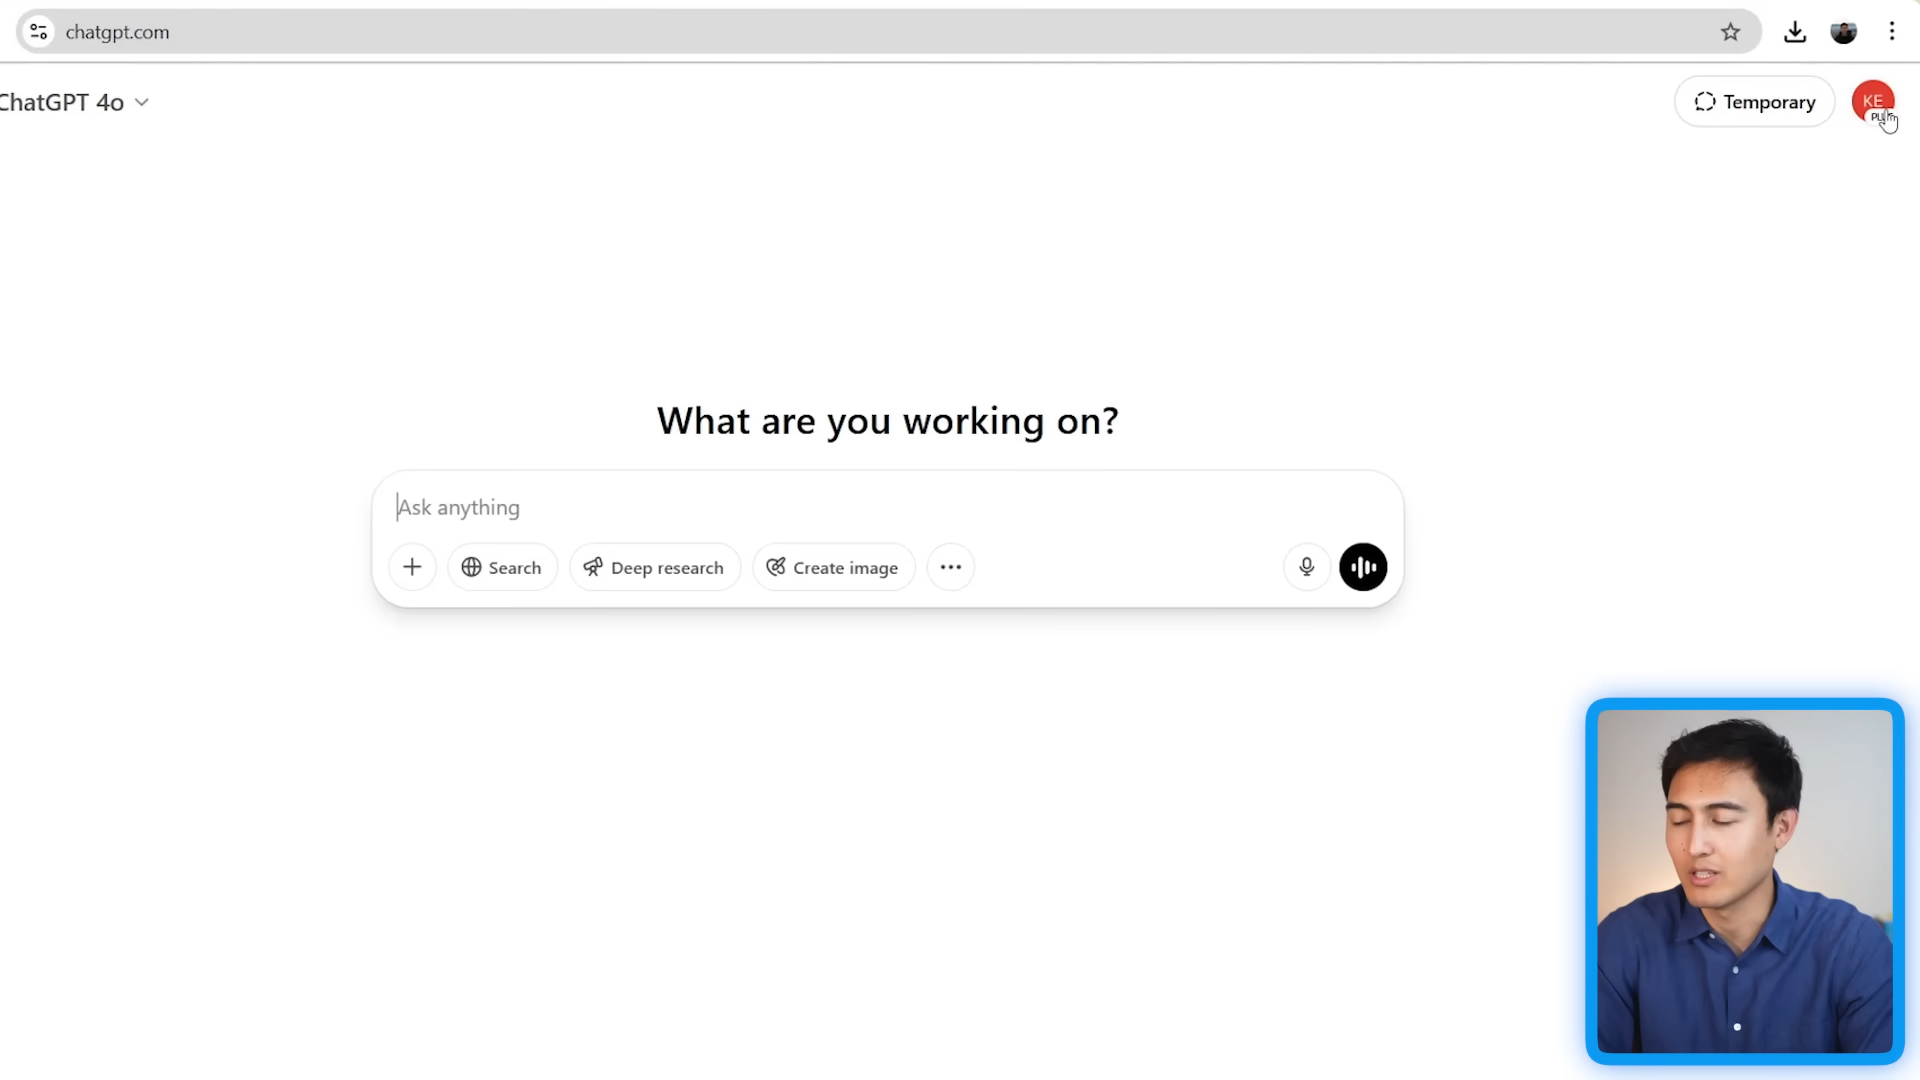 chatgpt.com
ChatGPT 4o
Temporary
KE
What are you working on?
Ask anything
Search
Deep research
Create image